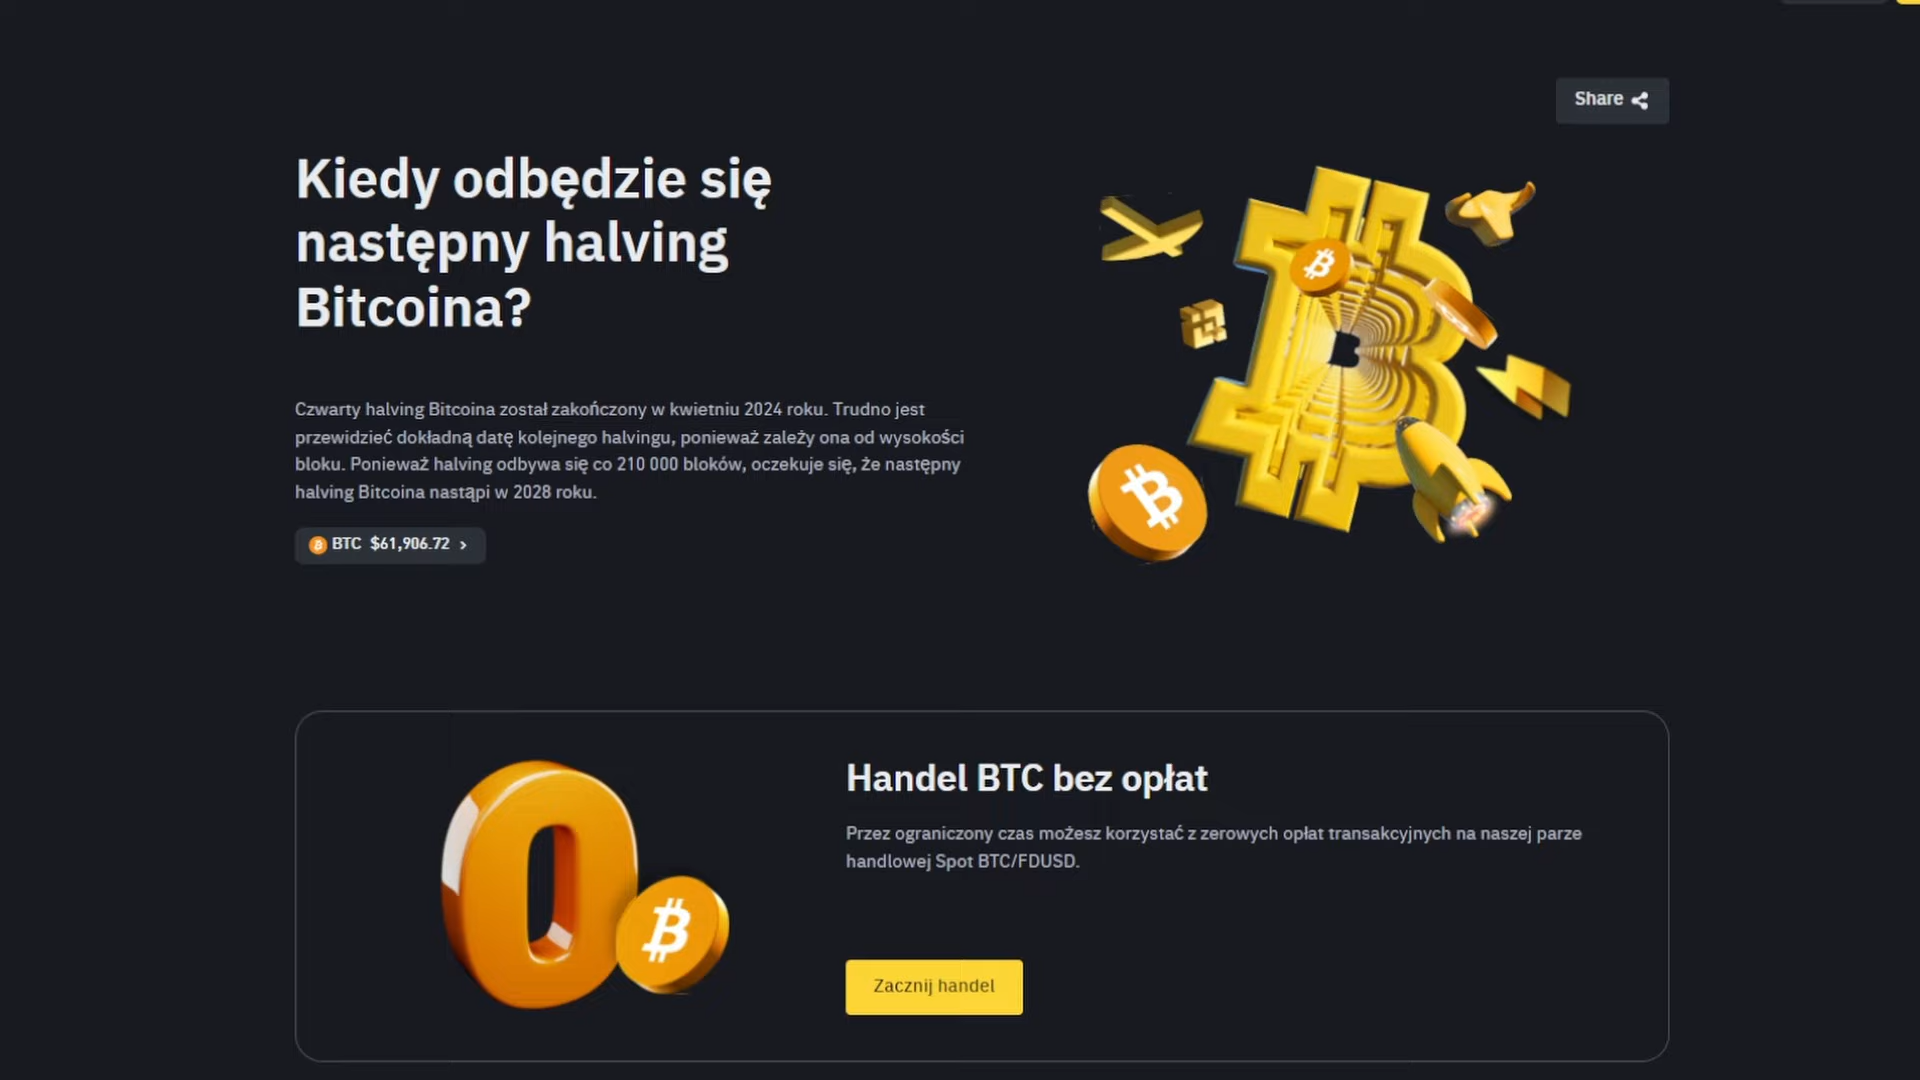 Share
Kiedy odbędzie się
następny halving
Bitcoina?
Czwarty halving Bitcoina został zakończony w kwietniu 2024 roku. Trudno jest
przewidzieć dokładną datę kolejnego halvingu, ponieważ zależy ona od wysokości
bloku. Ponieważ halving odbywa się co 210 000 bloków, oczekuje się, że następny
halving Bitcoina nastąpi w 2028 roku.
BTC $61,906.72
Handel BTC bez opłat
Przez ograniczony czas możesz korzystać z zerowych opłat transakcyjnych na naszej parze
handlowej Spot BTC/FDUSD.
0
Zacznij handel